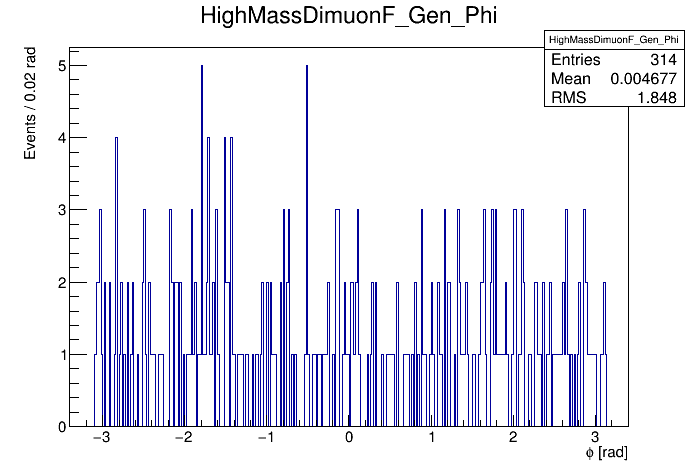 HighMassDimuonF_Gen_Phi
HighMassDimuonF_Gen_Phi
Entries 314
Mean 0.004677
RMS 1.848
Events / 0.02 rad
5
4
3
2
1
0
−3 −2 −1 0 1 2 3
ϕ [rad]